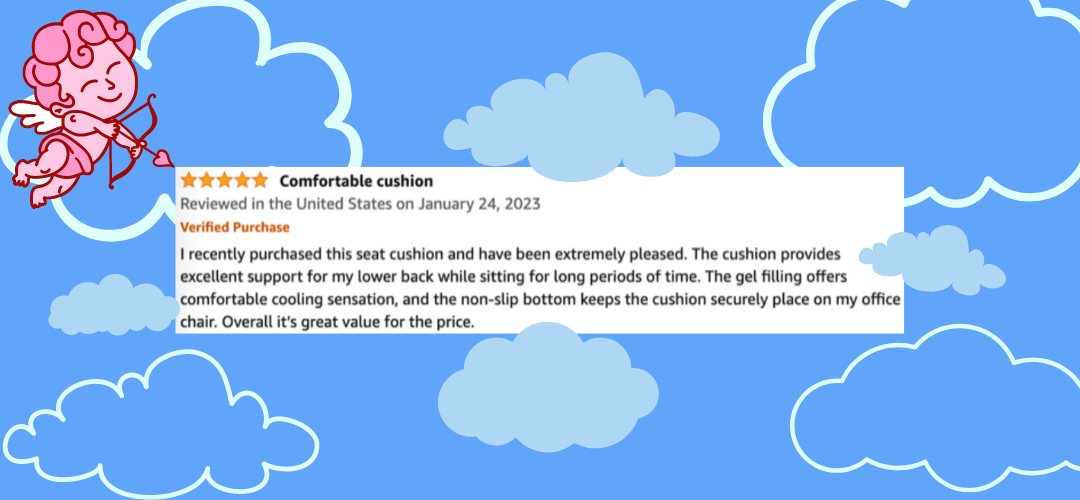 Comfortable cushion
Reviewed in the United States on January 24, 2023
Verified Purchase
I recently purchased this seat cushion and have been extremely pleased. The cushion provides
excellent support for my lower back while sitting for long periods of time. The gel filling offers
comfortable cooling sensation, and the non-slip bottom keeps the cushion securely place on my office
chair. Overall it's great value for the price.